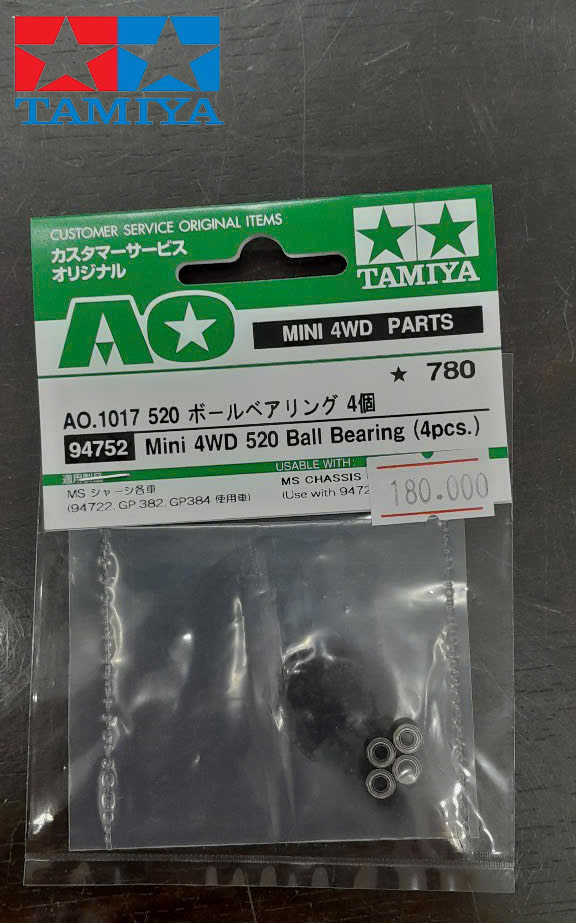 TAMIYA
CUSTOMER SERVICE ORIGINAL ITEMS
カスタマーサービス
オリジナル
TAMIYA
AO
MINI 4WD PARTS
★ 780
AO.1017 520 ボールベアリング 4個
94752 Mini 4WD 520 Ball Bearing (4pcs.)
適用製品
USABLE WITH:
MS シャーシ各車
MS CHASSIS
(94722, GP.382, GP.384 使用車)
(Use with 9472
180.000